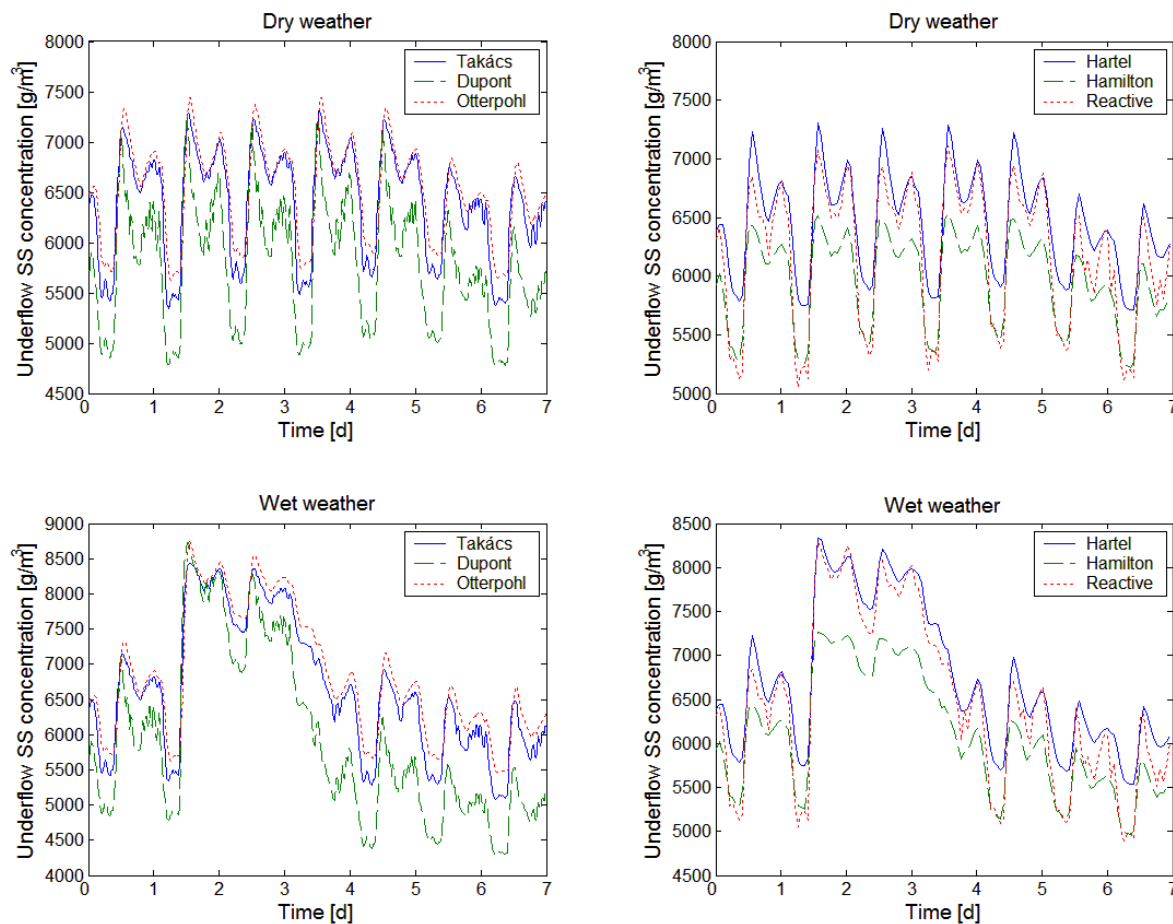 Dry weather
Underflow SS concentration [g/m³]
8000
7500
7000
6500
6000
5500
5000
4500
Takács
Dupont
Otterpohl
0 1 2 3 4 5 6 7
Time [d]
Dry weather
Underflow SS concentration [g/m³]
8000
7500
7000
6500
6000
5500
5000
Hartel
Hamilton
Reactive
0 1 2 3 4 5 6 7
Time [d]
Wet weather
Underflow SS concentration [g/m³]
9000
8500
8000
7500
7000
6500
6000
5500
5000
4500
4000
Takács
Dupont
Otterpohl
0 1 2 3 4 5 6 7
Time [d]
Wet weather
Underflow SS concentration [g/m³]
8500
8000
7500
7000
6500
6000
5500
5000
4500
Hartel
Hamilton
Reactive
0 1 2 3 4 5 6 7
Time [d]